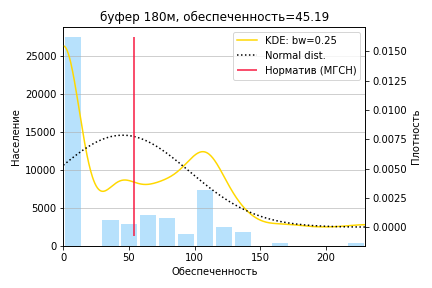 буфер 180м, обеспеченность=45.19
KDE: bw=0.25
Normal dist.
Норматив (МГСН)
25000
20000
15000
10000
5000
0
Население
0.0150
0.0125
0.0100
0.0075
0.0050
0.0025
0.0000
Плотность
0 50 100 150 200
Обеспеченность